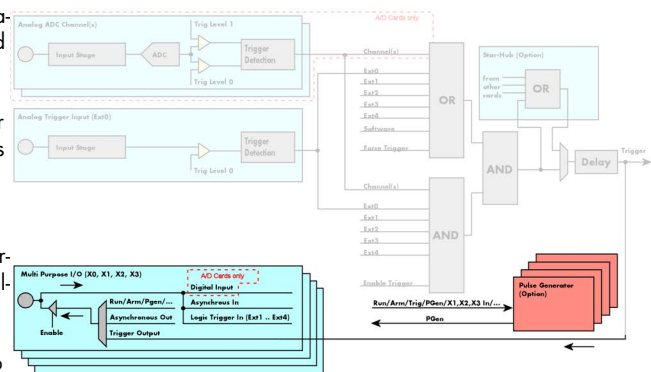 a-
d
r
s
r-
l-
o
A/D Cards only
Analog ADC Channel(s)
Trig Level 1
Input Stage
ADC
Trigger
Detection
Trig Level 0
Analog Trigger Input (Ext0)
Input Stage
Trigger
Detection
Trig Level 0
Channel(s)
Ext0
Ext1
Ext2
Ext3
Ext4
Software
Force Trigger
OR
Channel(s)
Ext0
Ext1
Ext2
Ext3
Ext4
Enable Trigger
AND
AND
Star-Hub (Option)
from
other
cards
OR
Delay
Trigger
Multi Purpose I/O (X0, X1, X2, X3)
A/D Cards only
Digital Input
Run/Arm/Pgen/...
Asynchrous In
Asynchronous Out
Logic Trigger In (Ext1 .. Ext4)
Enable
Trigger Output
Run/Arm/Trig/PGen/X1,X2,X3 In/...
PGen
Pulse Generator
(Option)